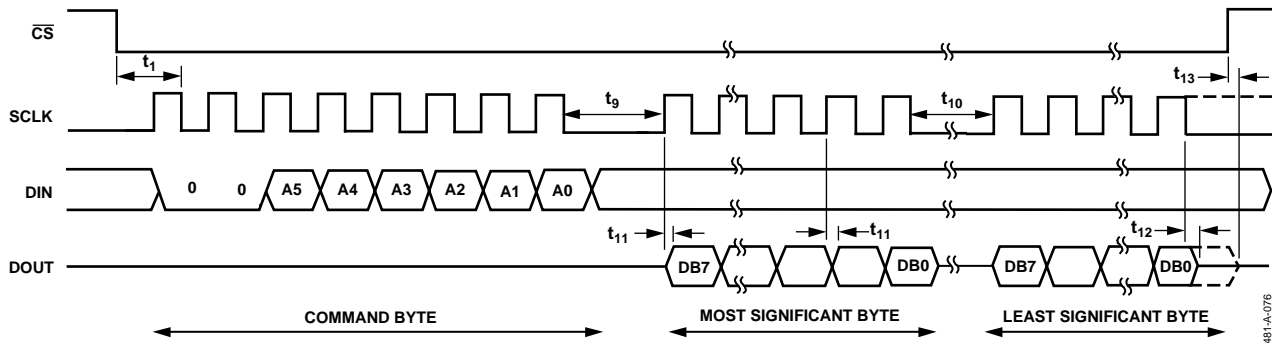 CS
t1
t13
SCLK
t9
t10
DIN
0 0 A5 A4 A3 A2 A1 A0
t11
t11
t12
DOUT
DB7 DB0 DB7 DB0
COMMAND BYTE
MOST SIGNIFICANT BYTE
LEAST SIGNIFICANT BYTE
481-A-076